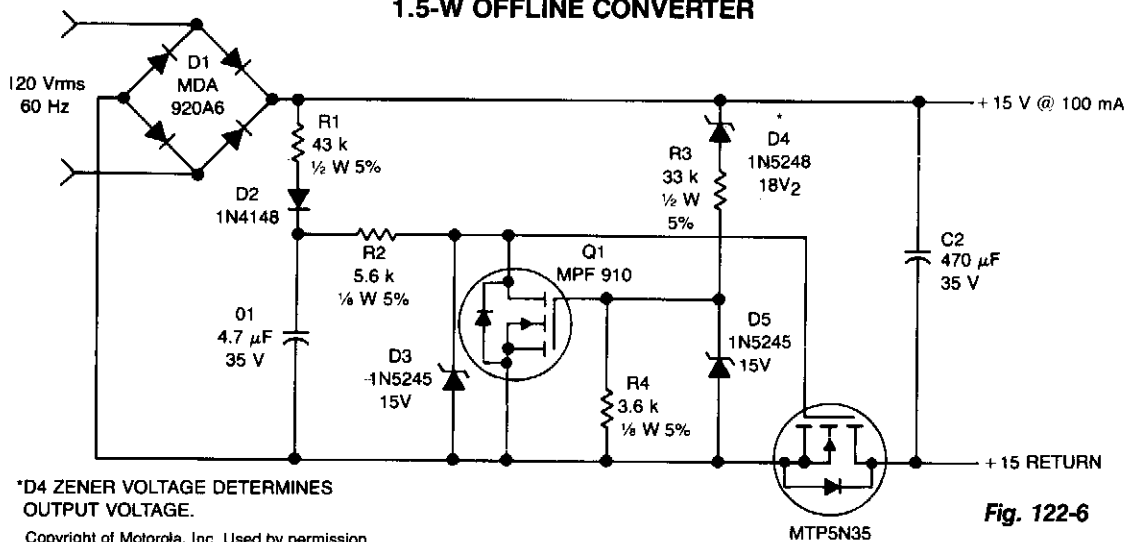 1.5-W OFFLINE CONVERTER
120 Vrms
60 Hz
D1
MDA
920A6
R1
43 k
½ W 5%
D2
1N4148
R2
5.6 k
⅛ W 5%
01
4.7 µF
35 V
D3
1N5245
15V
Q1
MPF 910
R3
33 k
½ W
5%
*
D4
1N5248
18V2
R4
3.6 k
⅛ W 5%
D5
1N5245
15V
C2
470 µF
35 V
+ 15 V @ 100 mA
+ 15 RETURN
MTP5N35
*D4 ZENER VOLTAGE DETERMINES
OUTPUT VOLTAGE.
Copyright of Motorola, Inc. Used by permission
Fig. 122-6